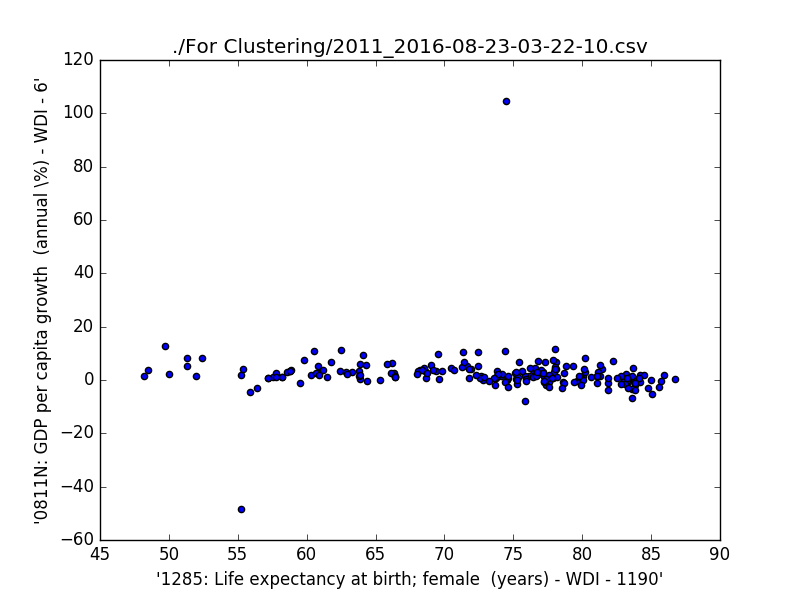 ./For Clustering/2011_2016-08-23-03-22-10.csv
120
100
80
60
40
20
0
−20
−40
−60
'0811N: GDP per capita growth  (annual \%) - WDI - 6'
45 50 55 60 65 70 75 80 85 90
'1285: Life expectancy at birth; female  (years) - WDI - 1190'